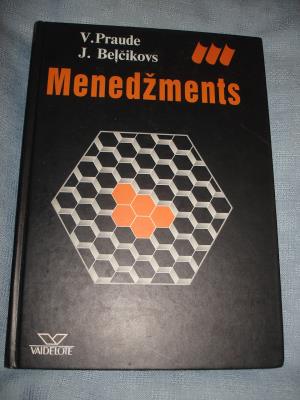 V.Praude
J. Beļčikovs
Menedžments
VAIDELOTE